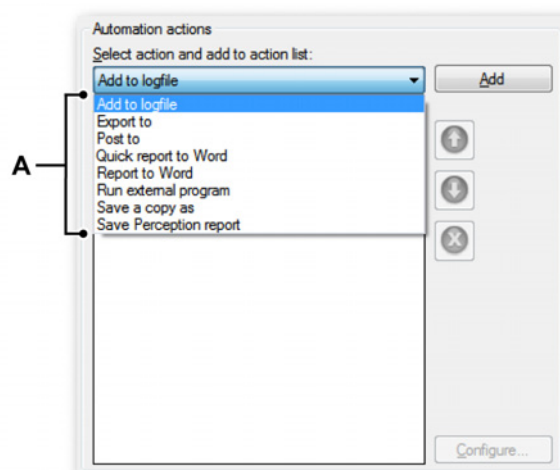 Automation actions
Select action and add to action list:
Add to logfile
Add
Add to logfile
Export to
Post to
Quick report to Word
Report to Word
Run external program
Save a copy as
Save Perception report
A
Configure...